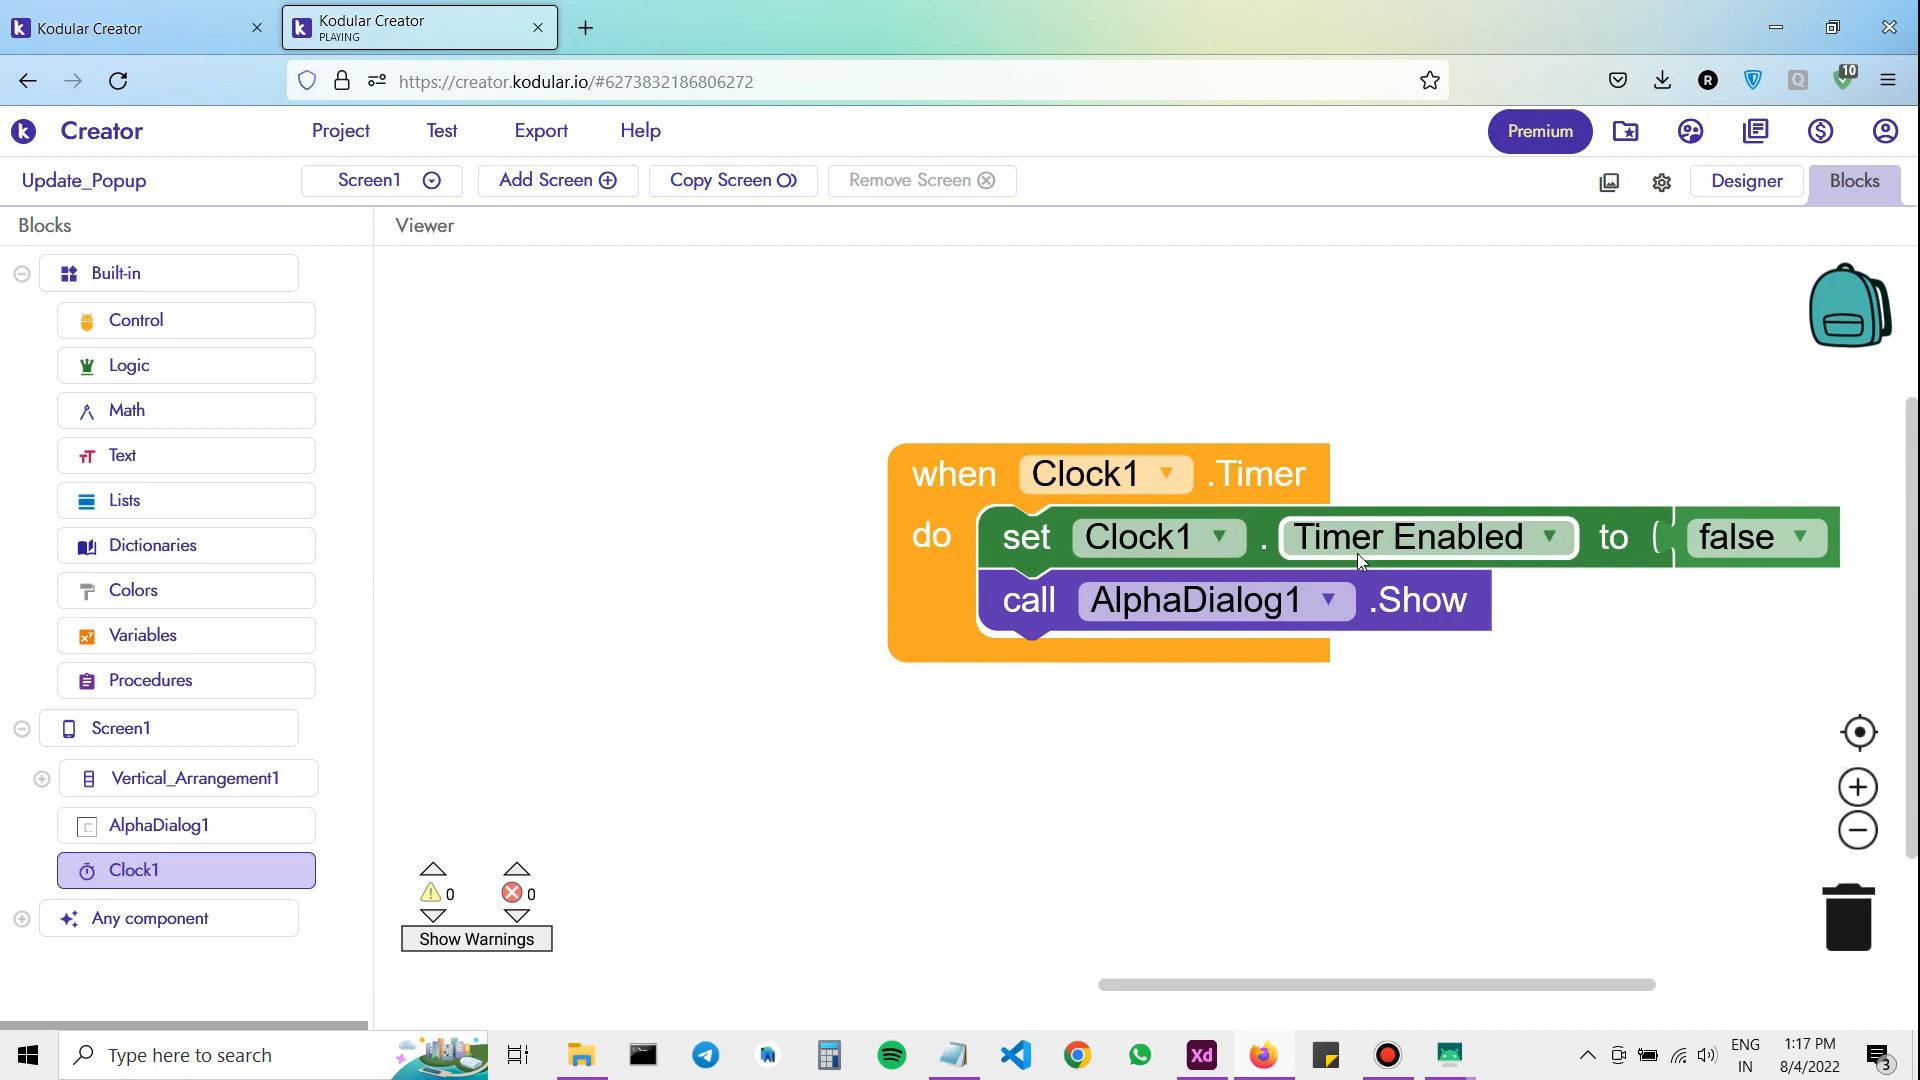 Kodular Creator
Kodular Creator
PLAYING
https://creator.kodular.io/#6273832186806272
10
Creator
Project
Test
Export
Help
Premium
Update_Popup
Screen1
Add Screen
Copy Screen
Remove Screen
Designer
Blocks
Blocks
Viewer
Built-in
Control
Logic
Math
Text
Lists
Dictionaries
Colors
Variables
Procedures
Screen1
Vertical_Arrangement1
AlphaDialog1
Clock1
Any component
when Clock1 .Timer
do set Clock1 . Timer Enabled to false
call AlphaDialog1 .Show
0 0
Show Warnings
Type here to search
ENG
IN
1:17 PM
8/4/2022
3